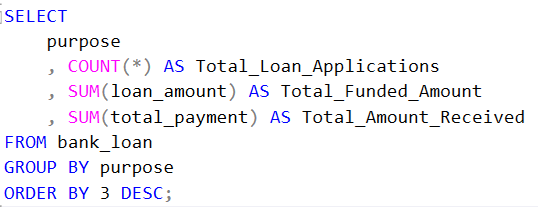 SELECT
    purpose
    , COUNT(*) AS Total_Loan_Applications
    , SUM(loan_amount) AS Total_Funded_Amount
    , SUM(total_payment) AS Total_Amount_Received
FROM bank_loan
GROUP BY purpose
ORDER BY 3 DESC;